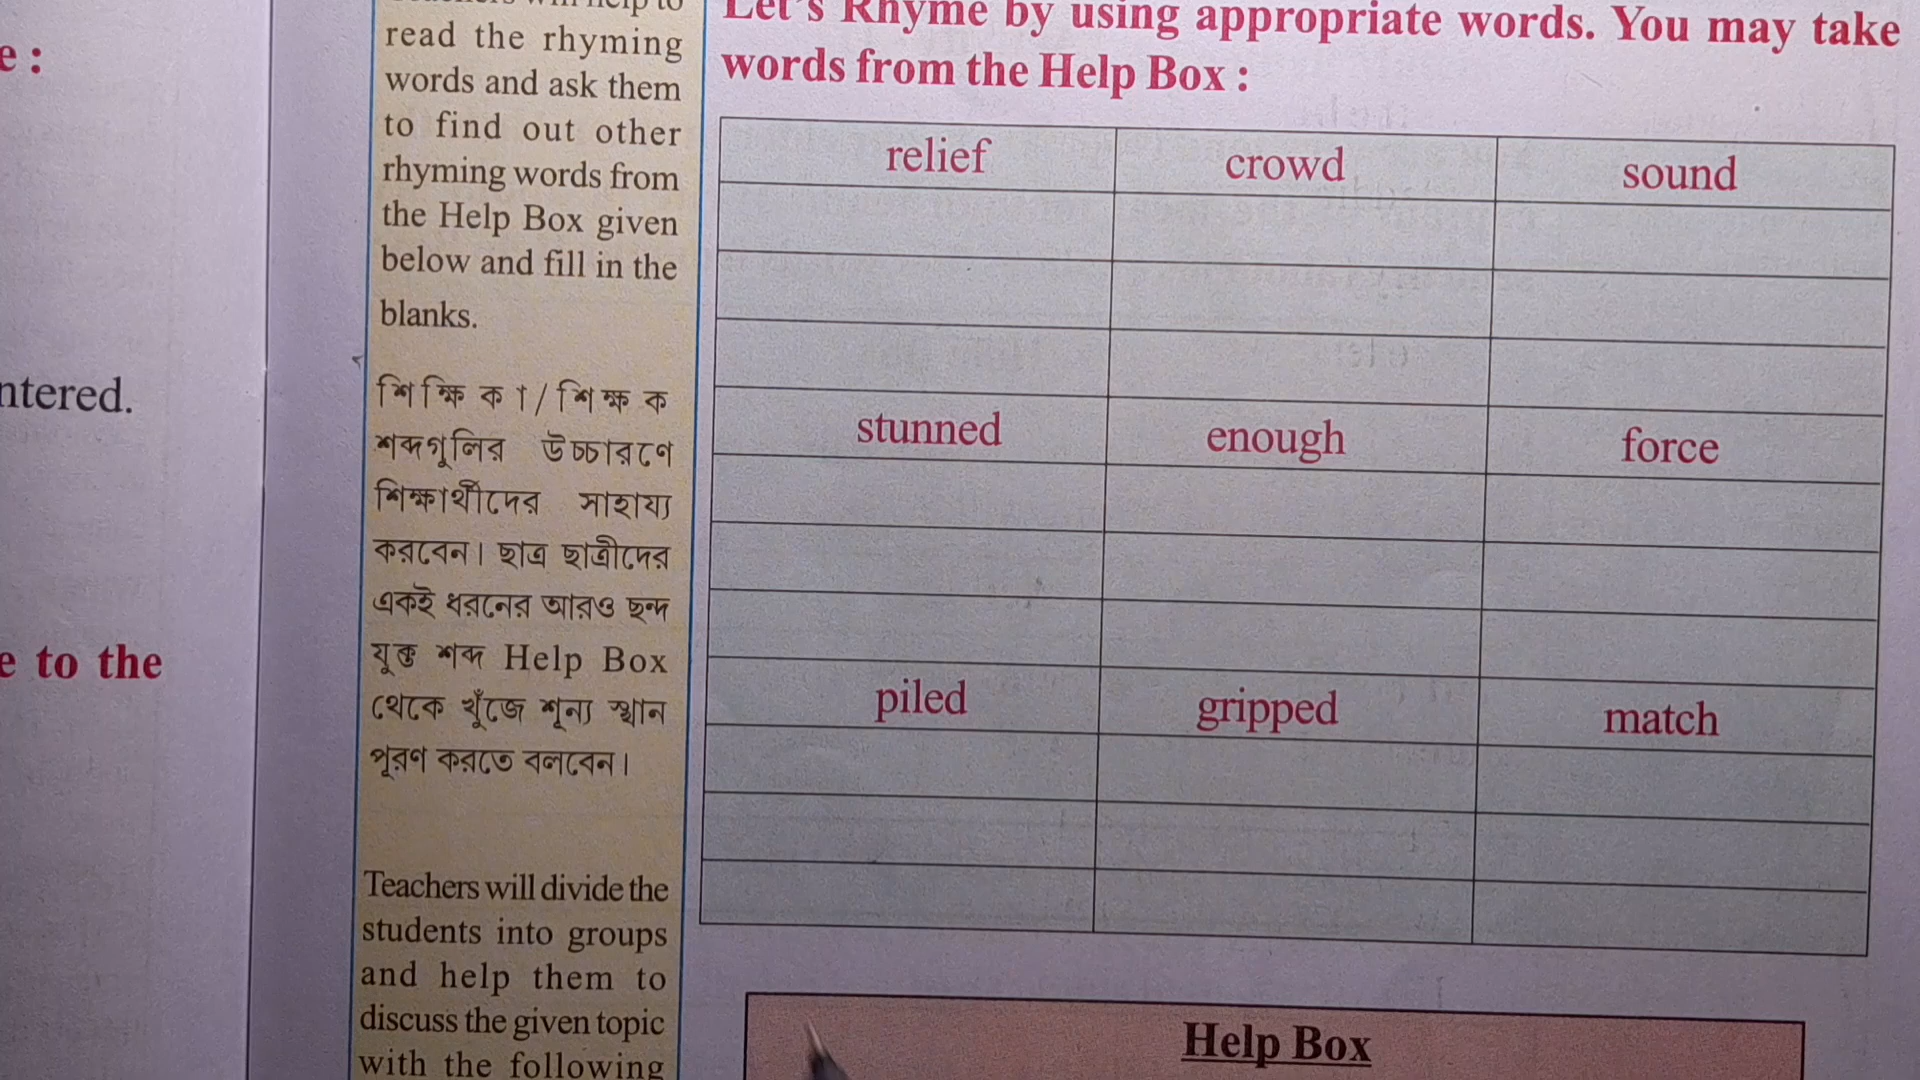 e :
ntered.
e to the
read the rhyming
words and ask them
to find out other
rhyming words from
the Help Box given
below and fill in the
blanks.
শিক্ষিকা/শিক্ষক
শব্দগুলির উচ্চারণে
শিক্ষার্থীদের সাহায্য
করবেন। ছাত্র ছাত্রীদের
একই ধরনের আরও ছন্দ
যুক্ত শব্দ Help Box
থেকে খুঁজে শূন্য স্থান
পূরণ করতে বলবেন।
Teachers will divide the
students into groups
and help them to
discuss the given topic
with the following
Let's Rhyme by using appropriate words. You may take
words from the Help Box :
relief crowd sound
stunned enough force
piled gripped match
Help Box